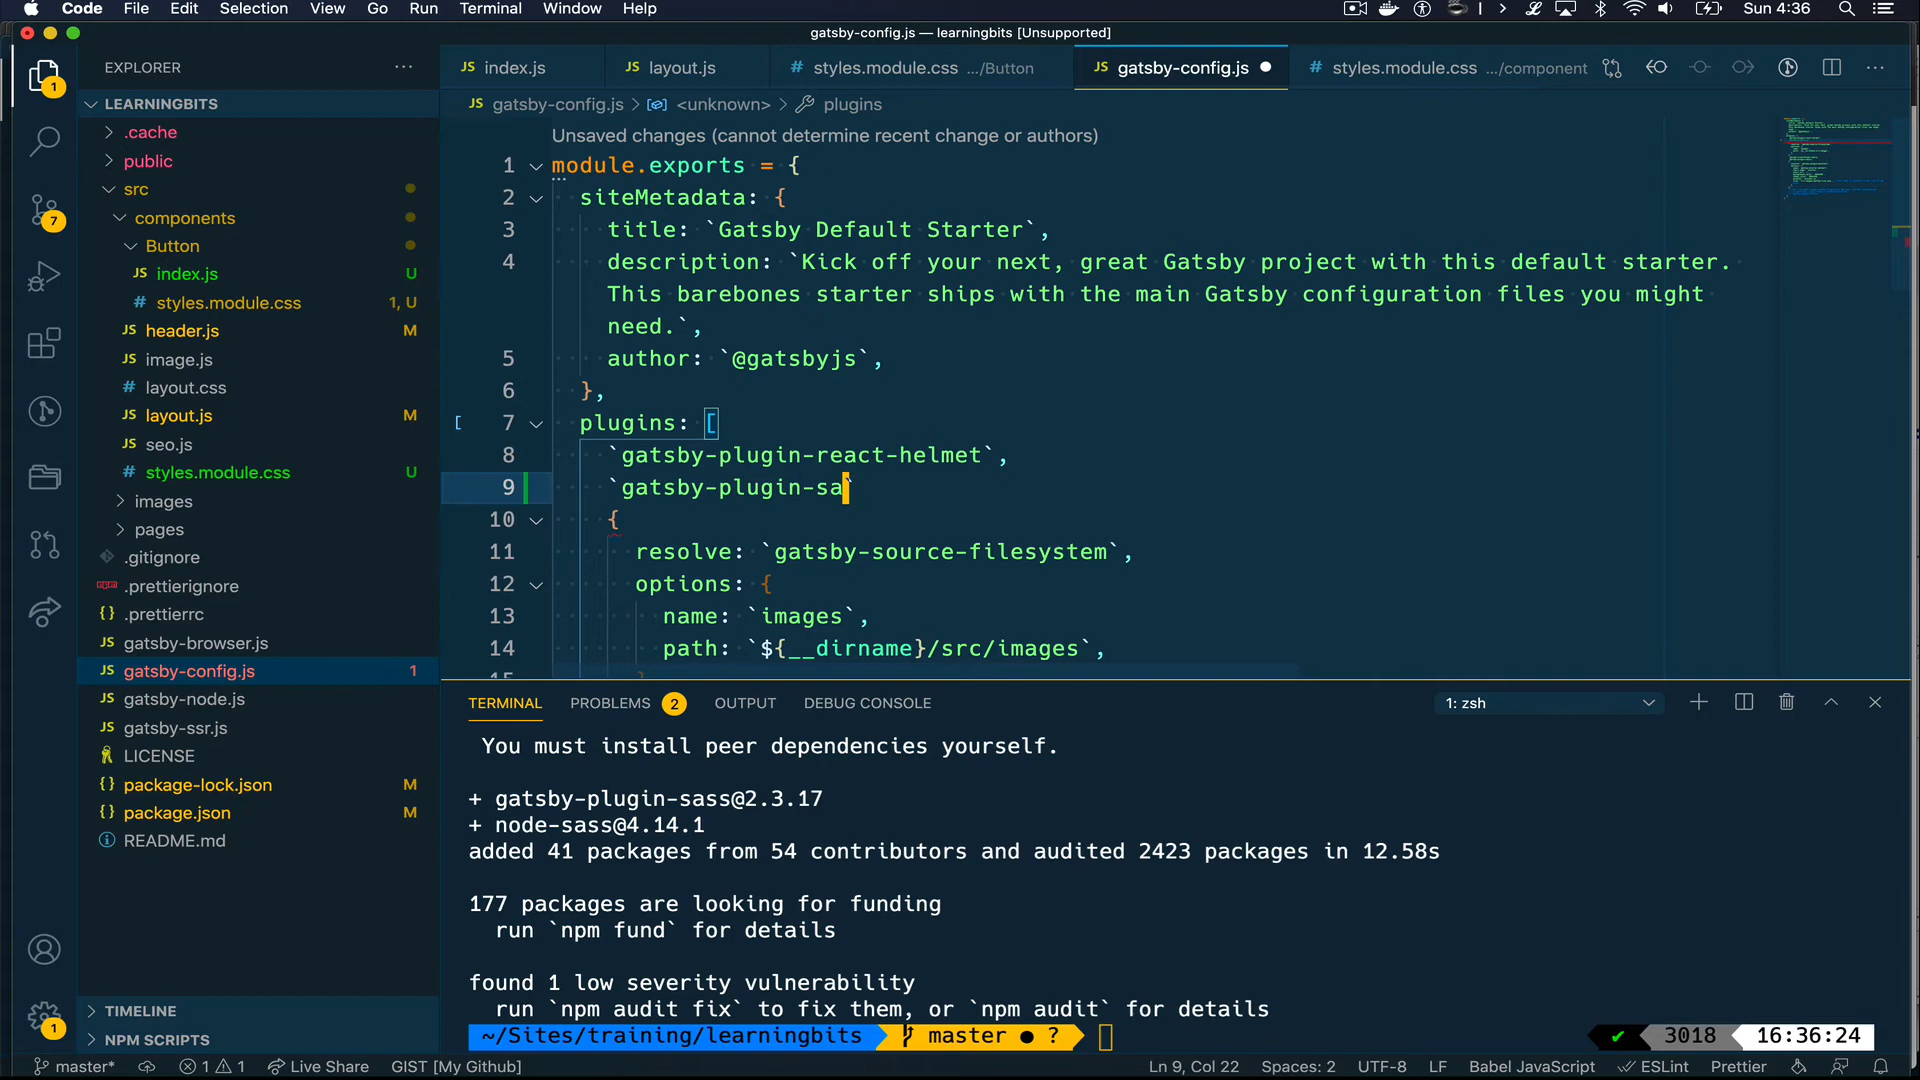 Code File Edit Selection View Go Run Terminal Window Help Sun 4:36
gatsby-config.js — learningbits [Unsupported]
EXPLORER
LEARNINGBITS
.cache
public
src
components
Button
JS index.js U
# styles.module.css 1, U
JS header.js M
JS image.js
# layout.css
JS layout.js M
JS seo.js
# styles.module.css U
images
pages
.gitignore
.prettierignore
{} .prettierrc
JS gatsby-browser.js
JS gatsby-config.js 1
JS gatsby-node.js
JS gatsby-ssr.js
LICENSE
{} package-lock.json M
{} package.json M
README.md
TIMELINE
NPM SCRIPTS
1
7
1
JS index.js JS layout.js # styles.module.css .../Button JS gatsby-config.js # styles.module.css .../component
JS gatsby-config.js > <unknown> > plugins
Unsaved changes (cannot determine recent change or authors)
1 module.exports = {
2 siteMetadata: {
3 title: `Gatsby Default Starter`,
4 description: `Kick off your next, great Gatsby project with this default starter.
This barebones starter ships with the main Gatsby configuration files you might
need.`,
5 author: `@gatsbyjs`,
6 },
7 plugins: [
8 `gatsby-plugin-react-helmet`,
9 `gatsby-plugin-sa`
10 {
11 resolve: `gatsby-source-filesystem`,
12 options: {
13 name: `images`,
14 path: `${__dirname}/src/images`,
TERMINAL PROBLEMS 2 OUTPUT DEBUG CONSOLE 1: zsh
You must install peer dependencies yourself.
+ gatsby-plugin-sass@2.3.17
+ node-sass@4.14.1
added 41 packages from 54 contributors and audited 2423 packages in 12.58s
177 packages are looking for funding
run `npm fund` for details
found 1 low severity vulnerability
run `npm audit fix` to fix them, or `npm audit` for details
~/Sites/training/learningbits master ● ? ✔ 3018 16:36:24
master* 1 1 Live Share GIST [My Github] Ln 9, Col 22 Spaces: 2 UTF-8 LF Babel JavaScript ESLint Prettier